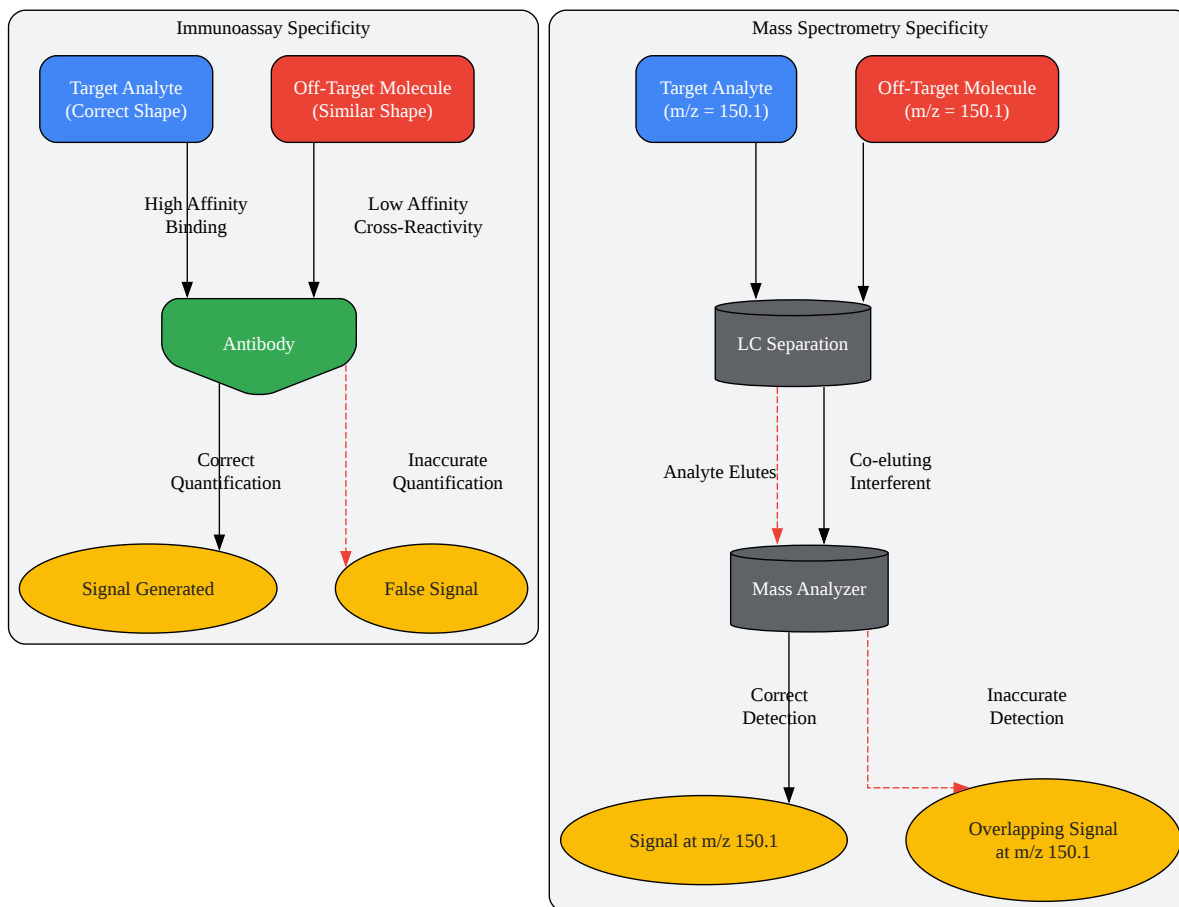 Immunoassay Specificity
Target Analyte
(Correct Shape)
Off-Target Molecule
(Similar Shape)
High Affinity
Binding
Low Affinity
Cross-Reactivity
Antibody
Correct
Quantification
Inaccurate
Quantification
Signal Generated
False Signal
Mass Spectrometry Specificity
Target Analyte
(m/z = 150.1)
Off-Target Molecule
(m/z = 150.1)
LC Separation
Analyte Elutes
Co-eluting
Interferent
Mass Analyzer
Correct
Detection
Inaccurate
Detection
Signal at m/z 150.1
Overlapping Signal
at m/z 150.1